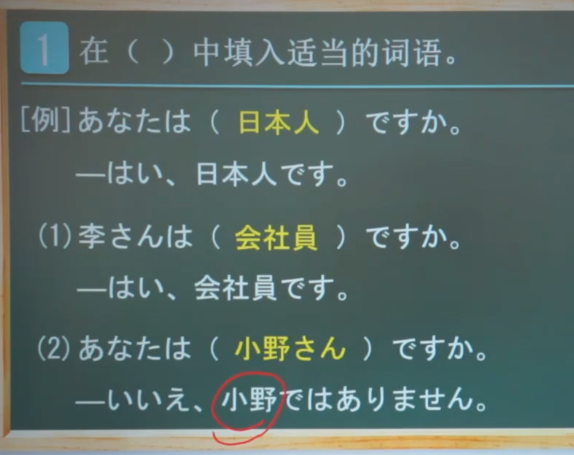 1 在（ ）中填入适当的词语。
[例]あなたは（ 日本人 ）ですか。
—はい、日本人です。
(1)李さんは（ 会社員 ）ですか。
—はい、会社員です。
(2)あなたは（ 小野さん ）ですか。
—いいえ、小野ではありません。